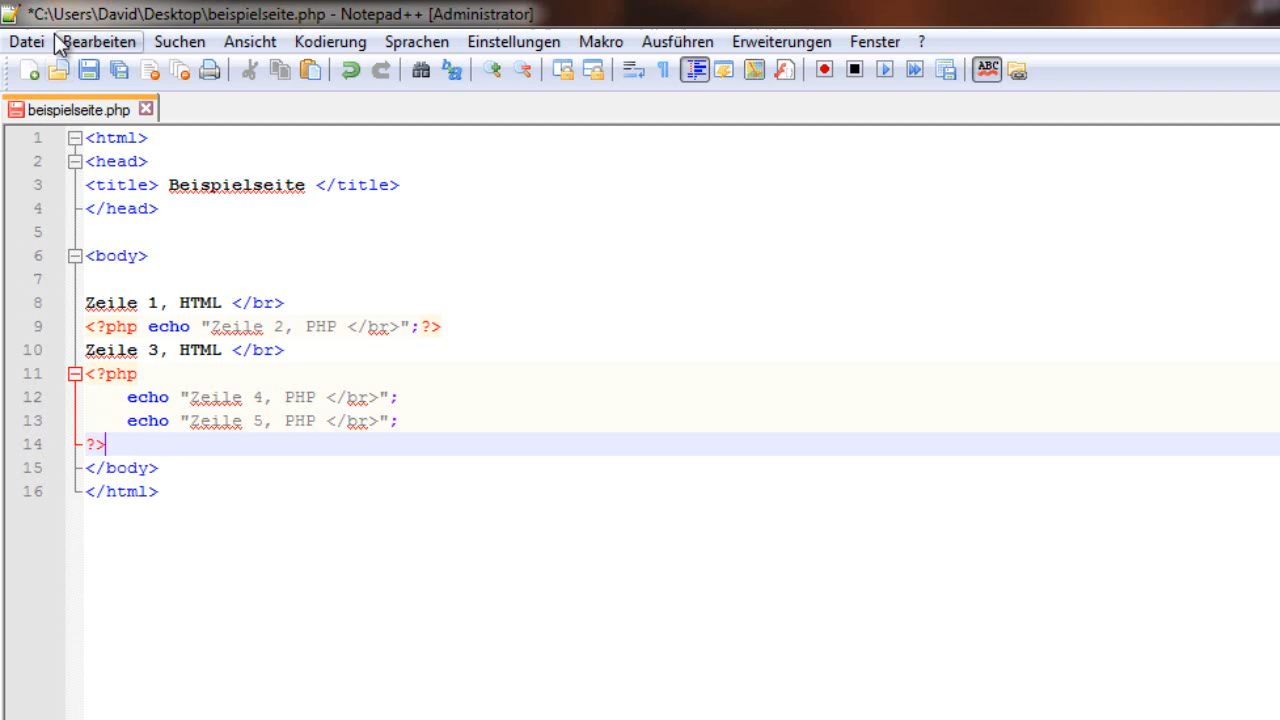 *C:\Users\David\Desktop\beispielseite.php - Notepad++ [Administrator]
Datei Bearbeiten Suchen Ansicht Kodierung Sprachen Einstellungen Makro Ausführen Erweiterungen Fenster ?
ABC
beispielseite.php
1 <html>
2 <head>
3 <title> Beispielseite </title>
4 </head>
5
6 <body>
7
8 Zeile 1, HTML </br>
9 <?php echo "Zeile 2, PHP </br>";?>
10 Zeile 3, HTML </br>
11 <?php
12 echo "Zeile 4, PHP </br>";
13 echo "Zeile 5, PHP </br>";
14 ?>
15 </body>
16 </html>